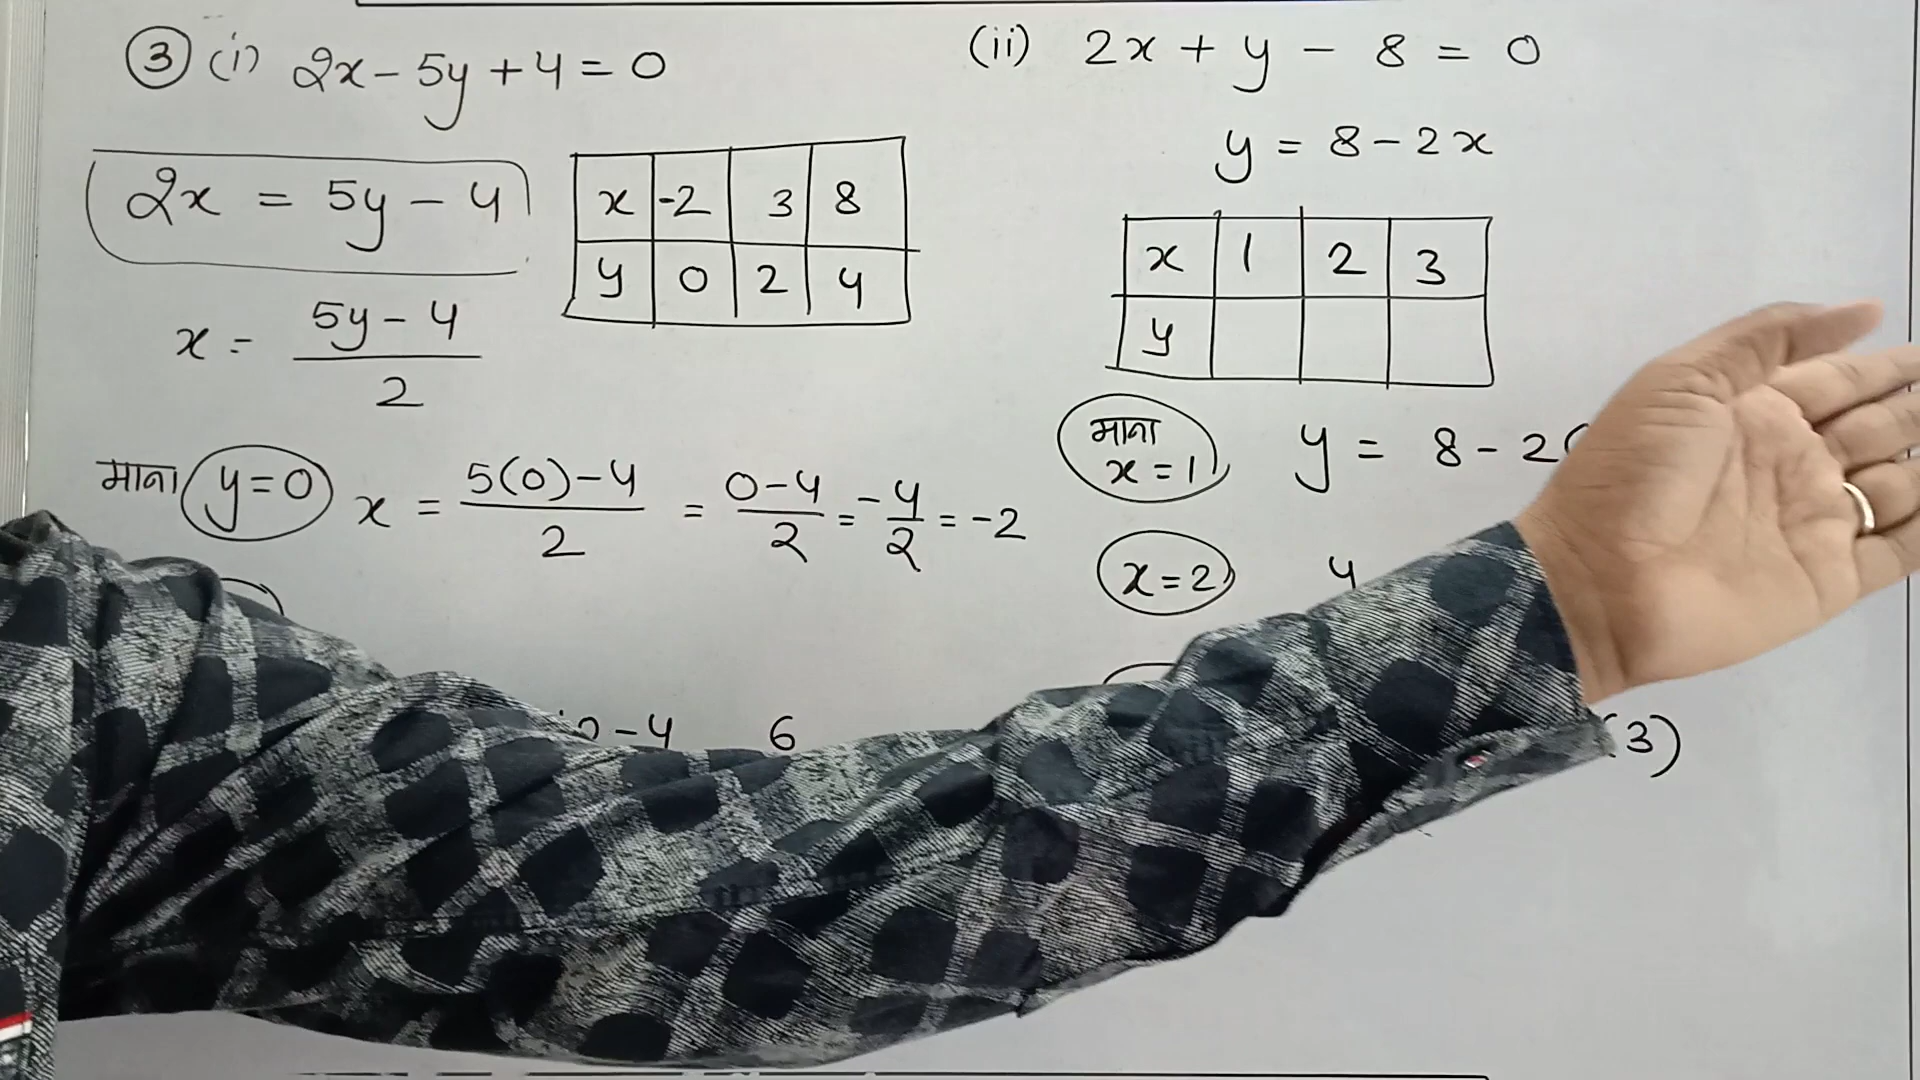 ③ (i) 2x - 5y + 4 = 0
2x = 5y - 4
x = (5y - 4)/2
x -2 3 8
y 0 2 4
माना y=0 x = (5(0)-4)/2 = (0-4)/2 = -4/2 = -2
-4 6
(ii) 2x + y - 8 = 0
y = 8 - 2x
x 1 2 3
y
माना x = 1 y = 8 - 2(
x = 2
(3)